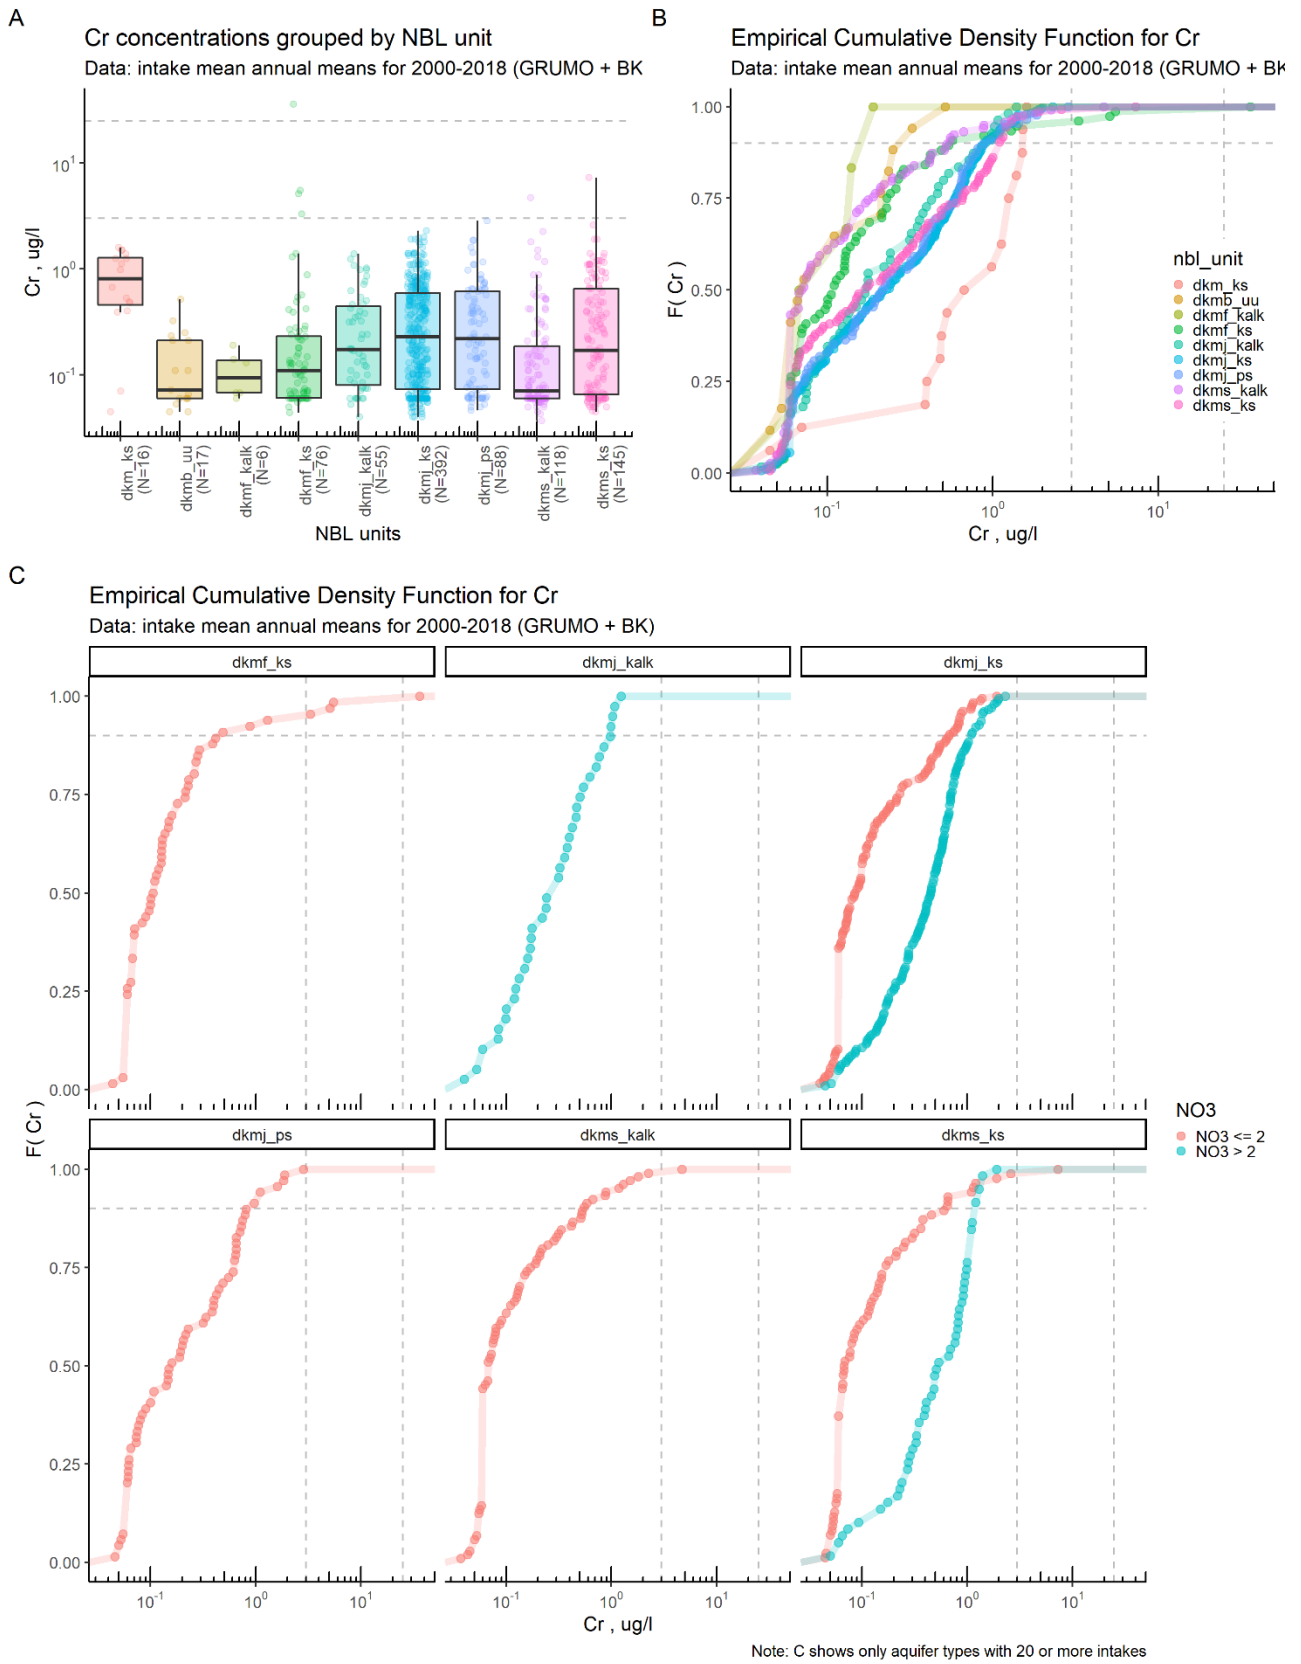 A
Cr concentrations grouped by NBL unit
Data: intake mean annual means for 2000-2018 (GRUMO + BK
Cr , ug/l
10¹
10⁰
10⁻¹
dkm_ks
(N=16)
dkmb_uu
(N=17)
dkmf_kalk
(N=6)
dkmf_ks
(N=76)
dkmj_kalk
(N=55)
dkmj_ks
(N=392)
dkmj_ps
(N=88)
dkms_kalk
(N=118)
dkms_ks
(N=145)
NBL units
B
Empirical Cumulative Density Function for Cr
Data: intake mean annual means for 2000-2018 (GRUMO + BK
F( Cr )
1.00
0.75
0.50
0.25
0.00
nbl_unit
dkm_ks
dkmb_uu
dkmf_kalk
dkmf_ks
dkmj_kalk
dkmj_ks
dkmj_ps
dkms_kalk
dkms_ks
10⁻¹ 10⁰ 10¹
Cr , ug/l
C
Empirical Cumulative Density Function for Cr
Data: intake mean annual means for 2000-2018 (GRUMO + BK)
dkmf_ks dkmj_kalk dkmj_ks
1.00
0.75
0.50
0.25
0.00
F( Cr )
dkmj_ps dkms_kalk dkms_ks
1.00
0.75
0.50
0.25
0.00
NO3
NO3 <= 2
NO3 > 2
10⁻¹ 10⁰ 10¹ 10⁻¹ 10⁰ 10¹ 10⁻¹ 10⁰ 10¹
Cr , ug/l
Note: C shows only aquifer types with 20 or more intakes